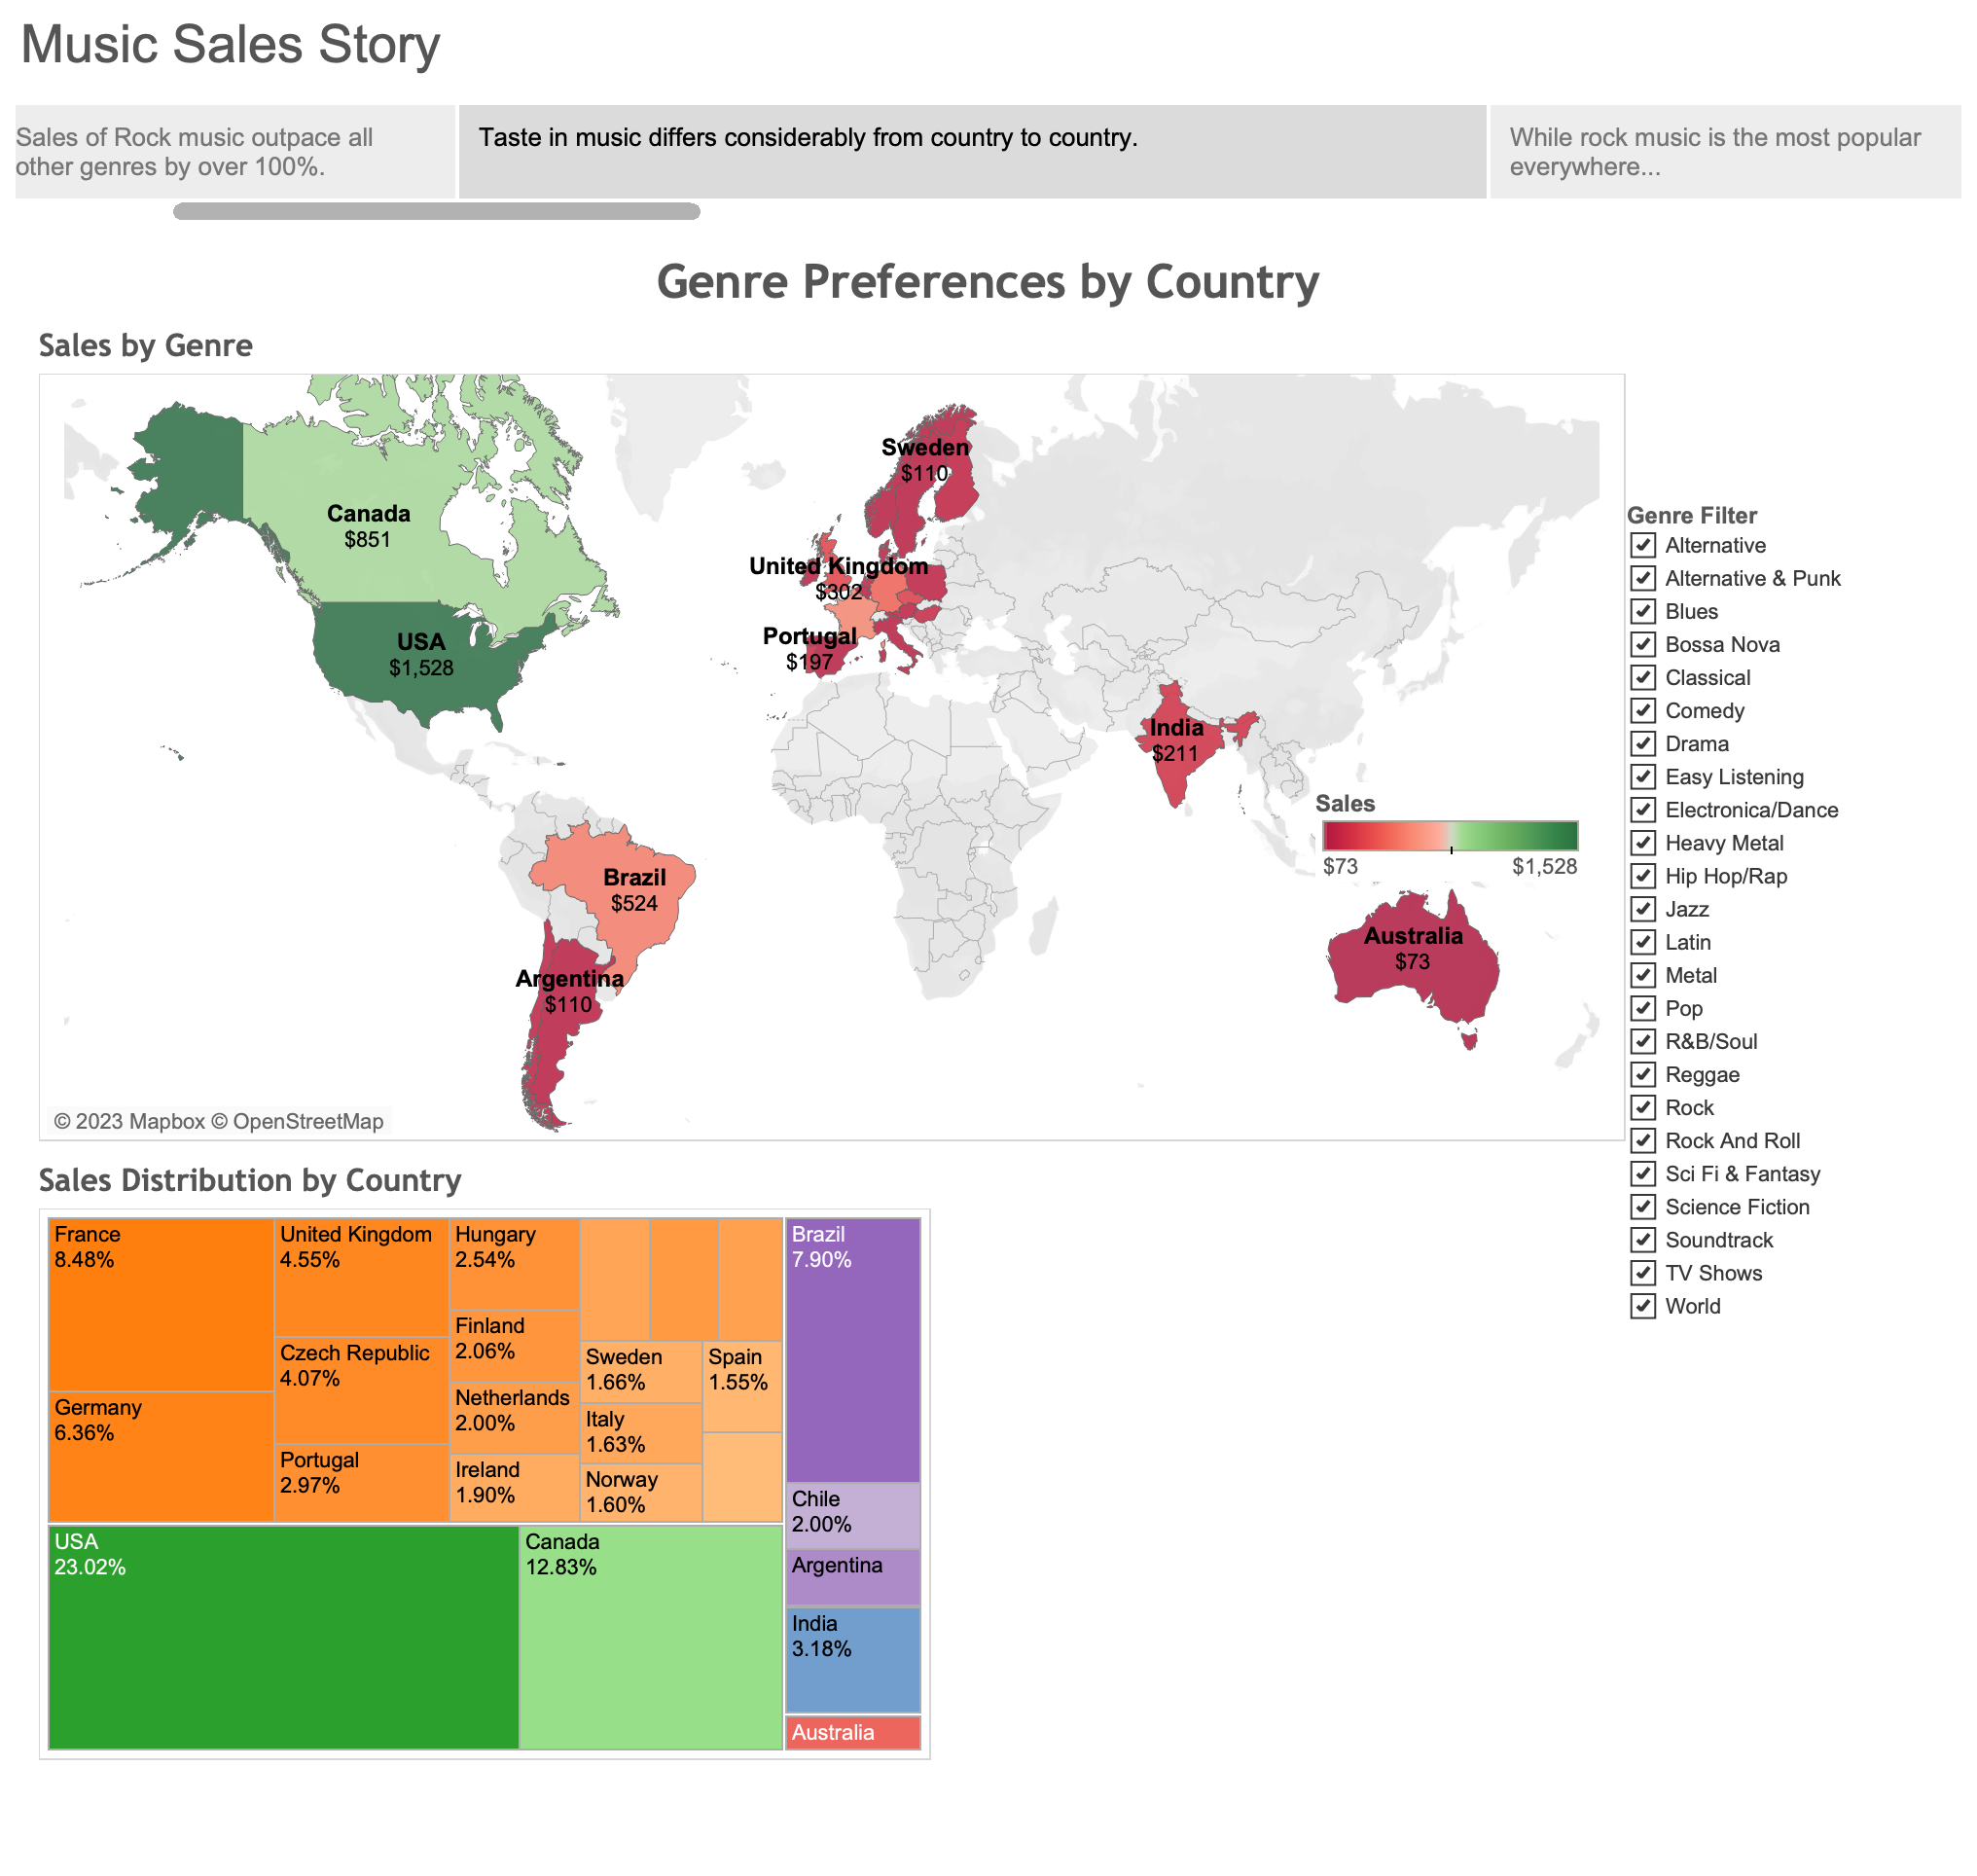 Music Sales Story
Sales of Rock music outpace all
other genres by over 100%.
Taste in music differs considerably from country to country.
While rock music is the most popular
everywhere...
Genre Preferences by Country
Sales by Genre
Canada
$851
USA
$1,528
Brazil
$524
Argentina
$110
Sweden
$110
United Kingdom
$302
Portugal
$197
India
$211
Australia
$73
Sales
$73
$1,528
© 2023 Mapbox © OpenStreetMap
Genre Filter
Alternative
Alternative & Punk
Blues
Bossa Nova
Classical
Comedy
Drama
Easy Listening
Electronica/Dance
Heavy Metal
Hip Hop/Rap
Jazz
Latin
Metal
Pop
R&B/Soul
Reggae
Rock
Rock And Roll
Sci Fi & Fantasy
Science Fiction
Soundtrack
TV Shows
World
Sales Distribution by Country
France
8.48%
Germany
6.36%
United Kingdom
4.55%
Czech Republic
4.07%
Portugal
2.97%
Hungary
2.54%
Finland
2.06%
Netherlands
2.00%
Ireland
1.90%
Sweden
1.66%
Italy
1.63%
Norway
1.60%
Spain
1.55%
USA
23.02%
Canada
12.83%
Brazil
7.90%
Chile
2.00%
Argentina
India
3.18%
Australia